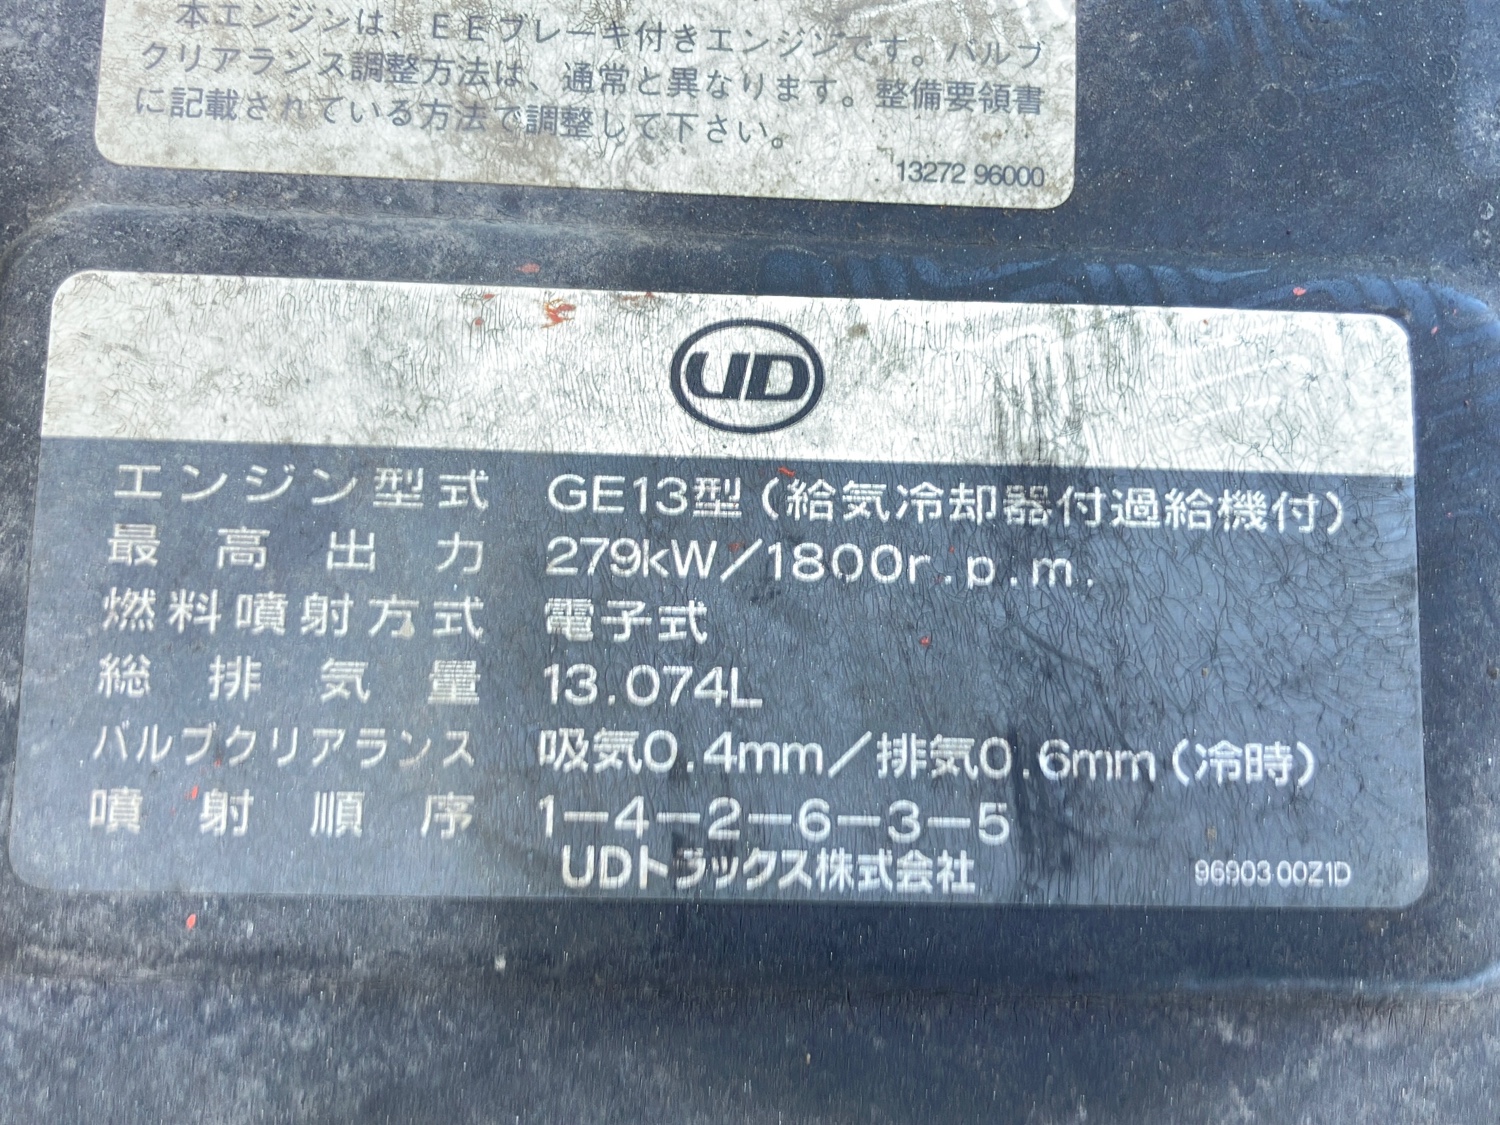 本エンジンは、EEブレーキ付きエンジンです。バルブ
クリアランス調整方法は、通常と異なります。整備要領書
に記載されている方法で調整して下さい。
13272 96000
UD
エンジン型式 GE13型(給気冷却器付過給機付)
最高出力 279kW/1800r.p.m.
燃料噴射方式 電子式
総排気量 13.074L
バルブクリアランス 吸気0.4mm/排気0.6mm(冷時)
噴射順序 1-4-2-6-3-5
UDトラックス株式会社
96903 00Z1D